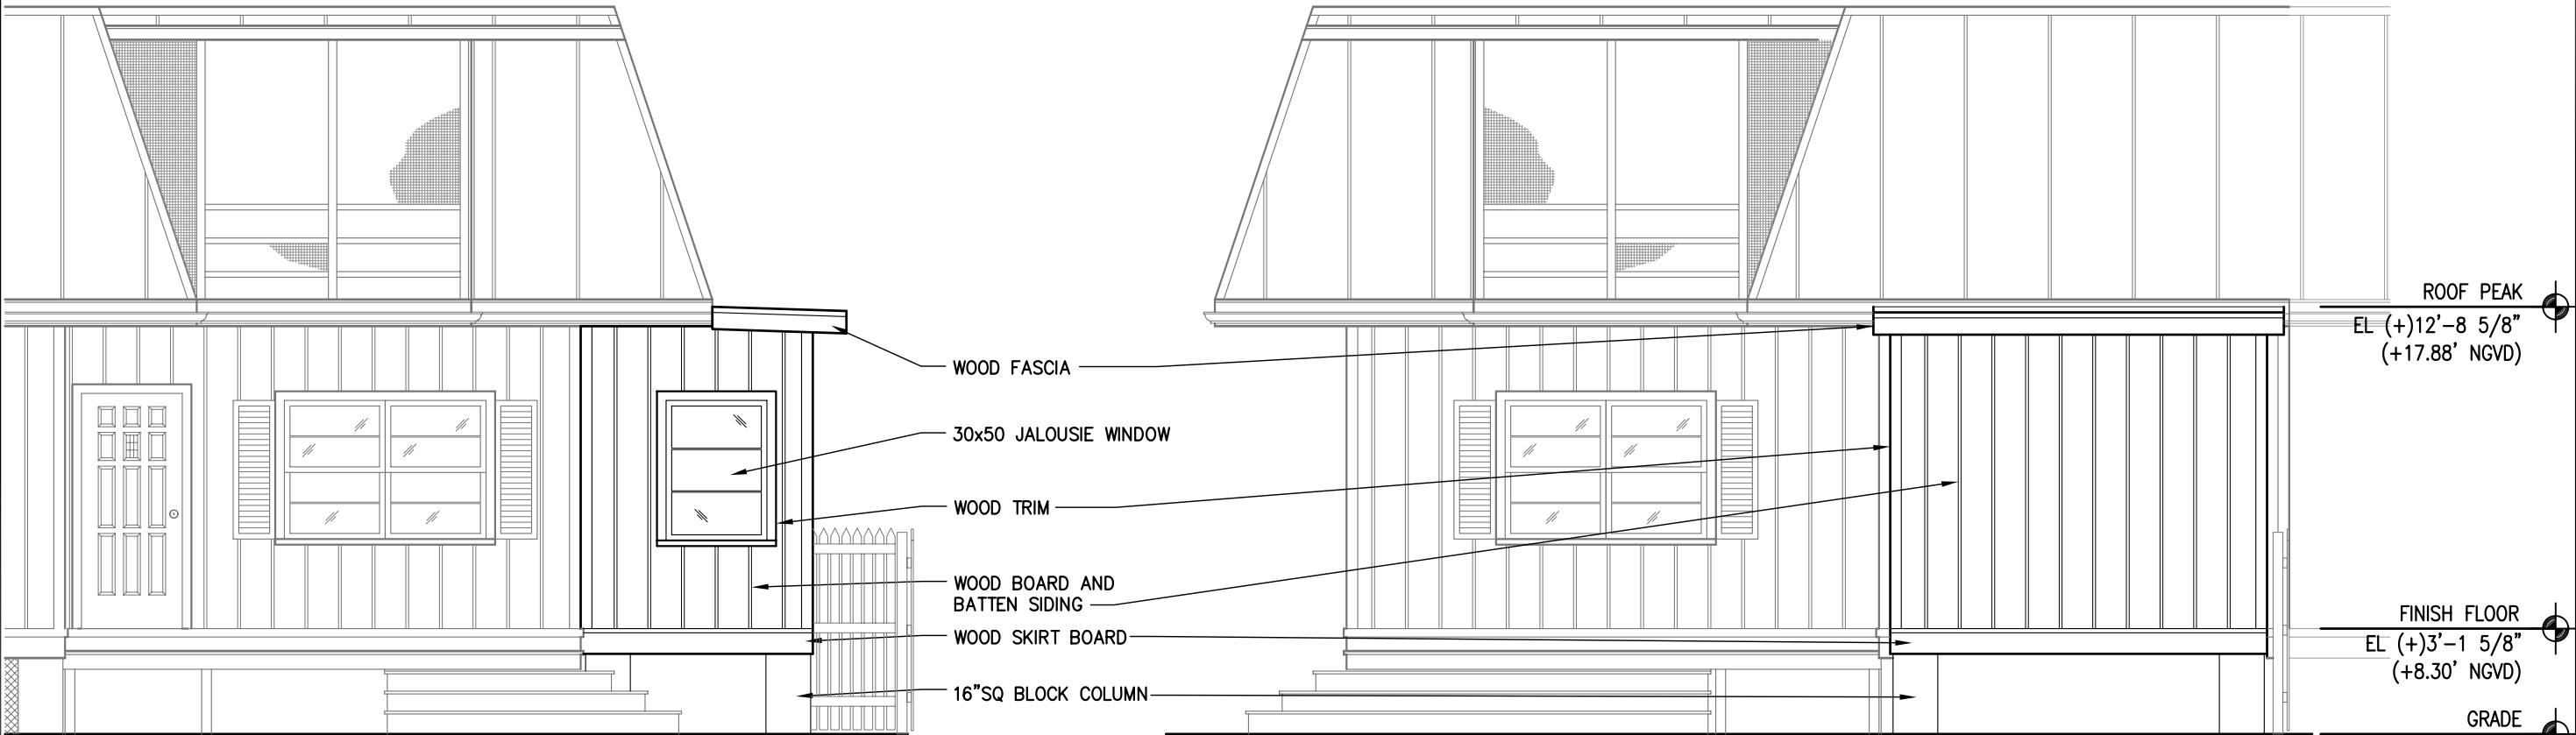 WOOD FASCIA
30x50 JALOUSIE WINDOW
WOOD TRIM
WOOD BOARD AND
BATTEN SIDING
WOOD SKIRT BOARD
16"SQ BLOCK COLUMN
ROOF PEAK
EL (+)12'-8 5/8"
(+17.88' NGVD)
FINISH FLOOR
EL (+)3'-1 5/8"
(+8.30' NGVD)
GRADE